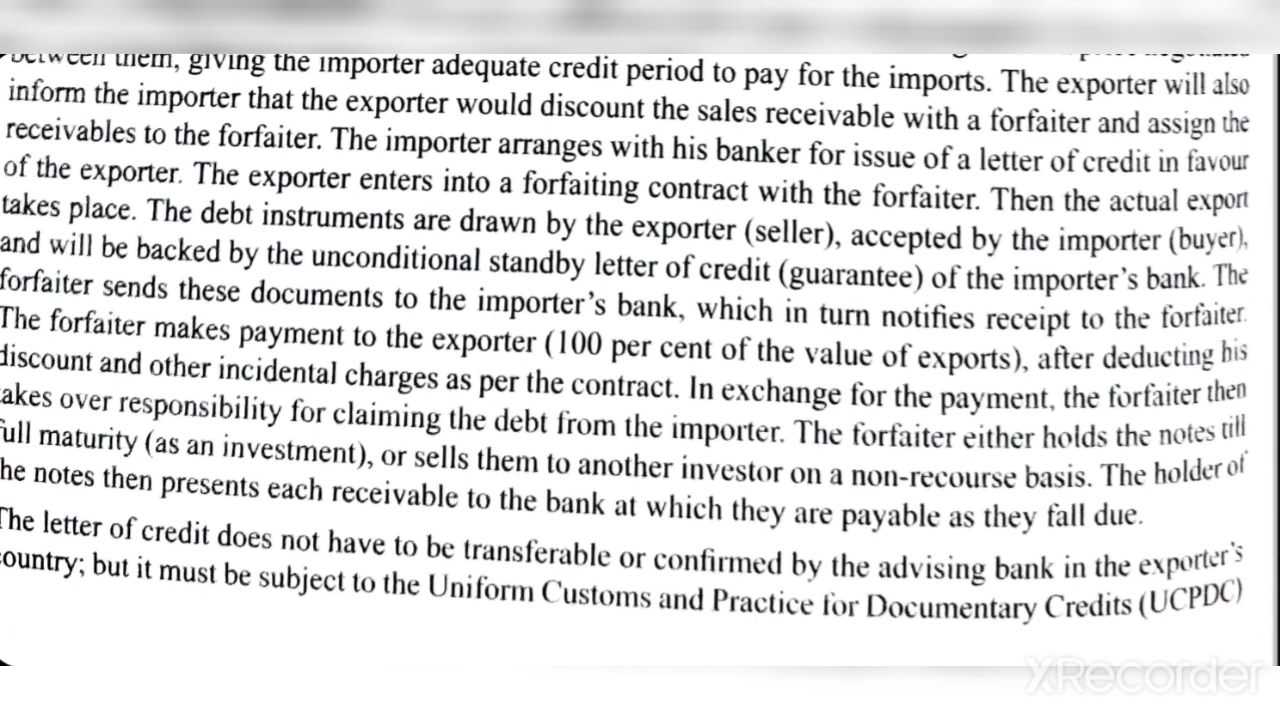 between them, giving the importer adequate credit period to pay for the imports. The exporter will also
inform the importer that the exporter would discount the sales receivable with a forfaiter and assign the
receivables to the forfaiter. The importer arranges with his banker for issue of a letter of credit in favour
of the exporter. The exporter enters into a forfaiting contract with the forfaiter. Then the actual export
takes place. The debt instruments are drawn by the exporter (seller), accepted by the importer (buyer),
and will be backed by the unconditional standby letter of credit (guarantee) of the importer's bank. The
forfaiter sends these documents to the importer's bank, which in turn notifies receipt to the forfaiter.
The forfaiter makes payment to the exporter (100 per cent of the value of exports), after deducting his
discount and other incidental charges as per the contract. In exchange for the payment, the forfaiter then
takes over responsibility for claiming the debt from the importer. The forfaiter either holds the notes till
full maturity (as an investment), or sells them to another investor on a non-recourse basis. The holder of
the notes then presents each receivable to the bank at which they are payable as they fall due.
The letter of credit does not have to be transferable or confirmed by the advising bank in the exporter's
country; but it must be subject to the Uniform Customs and Practice for Documentary Credits (UCPDC)
XRecorder